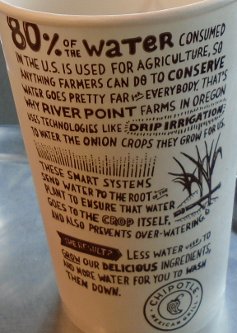 80% OF THE WATER CONSUMED
IN THE U.S. IS USED FOR AGRICULTURE, SO
ANYTHING FARMERS CAN DO TO CONSERVE
WATER GOES PRETTY FAR FOR EVERYBODY. THAT'S
WHY RIVER POINT FARMS IN OREGON
USES TECHNOLOGIES LIKE DRIP IRRIGATION
TO WATER THE ONION CROPS THEY GROW FOR US.
THESE SMART SYSTEMS
SEND WATER TO THE ROOT OF THE
PLANT TO ENSURE THAT WATER
GOES TO THE CROP ITSELF,
AND ALSO PREVENTS OVER-WATERING.
THE RESULT? LESS WATER USED TO
GROW OUR DELICIOUS INGREDIENTS,
AND MORE WATER FOR YOU TO WASH
THEM DOWN.
CHIPOTLE
MEXICAN GRILL